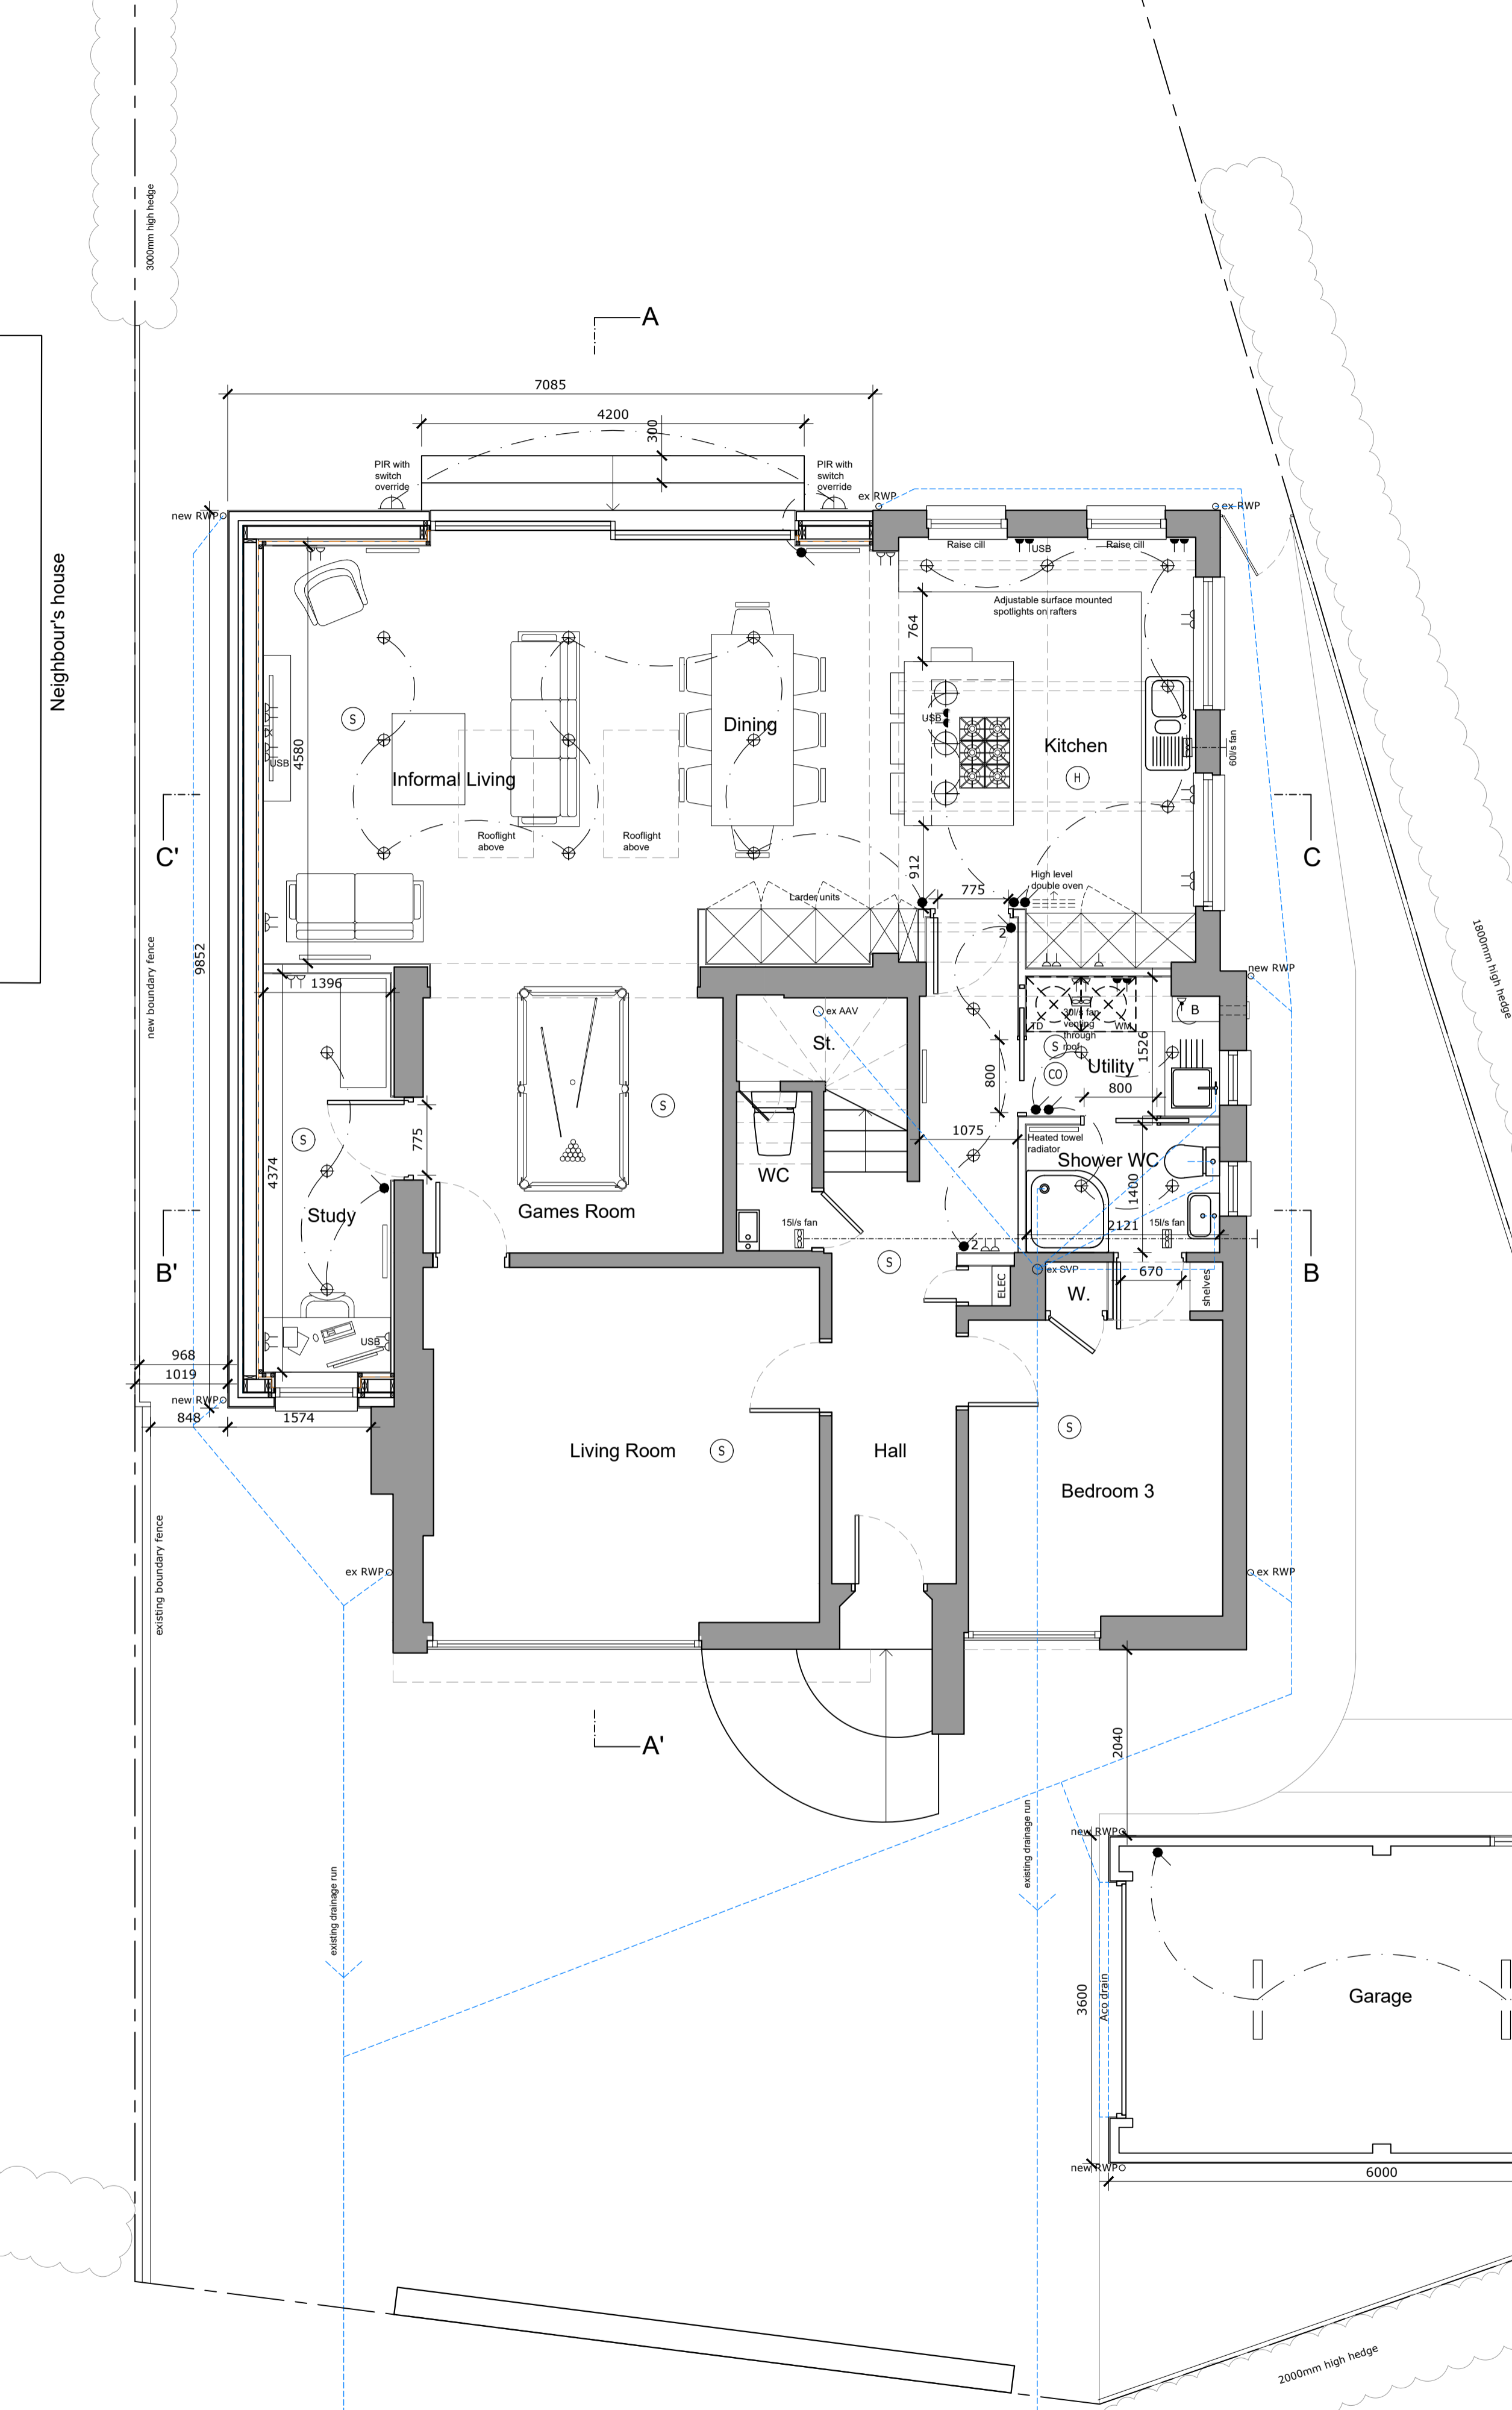 3000mm high hedge
A
Neighbour's house
7085
4200
300
PIR with
switch
override
PIR with
switch
override
ex RWP
ex RWP
new RWP
Raise cill
USB
Raise cill
Adjustable surface mounted
spotlights on rafters
764
S
USB
4580
Informal Living
Dining
USB
Kitchen
H
60l/s fan
Rooflight
above
Rooflight
above
C'
C
912
775
High level
double oven
Larder units
2
1800mm high hedge
new boundary fence
9852
1396
new RWP
ex AAV
St.
TD
30l/s fan
venting
through
roof
WM
B
S
CO
1526
Utility
800
800
S
775
S
1075
Heated towel
radiator
Shower WC
4374
WC
1400
Study
Games Room
15l/s fan
2121
15l/s fan
2
B'
S
ex SVP
B
ELEC
W.
670
shelves
USB
968
1019
new RWP
848
1574
S
Living Room
S
Hall
Bedroom 3
existing boundary fence
ex RWP
ex RWP
A'
2040
existing drainage run
existing drainage run
new RWP
3600
Aco drain
Garage
new RWP
6000
2000mm high hedge